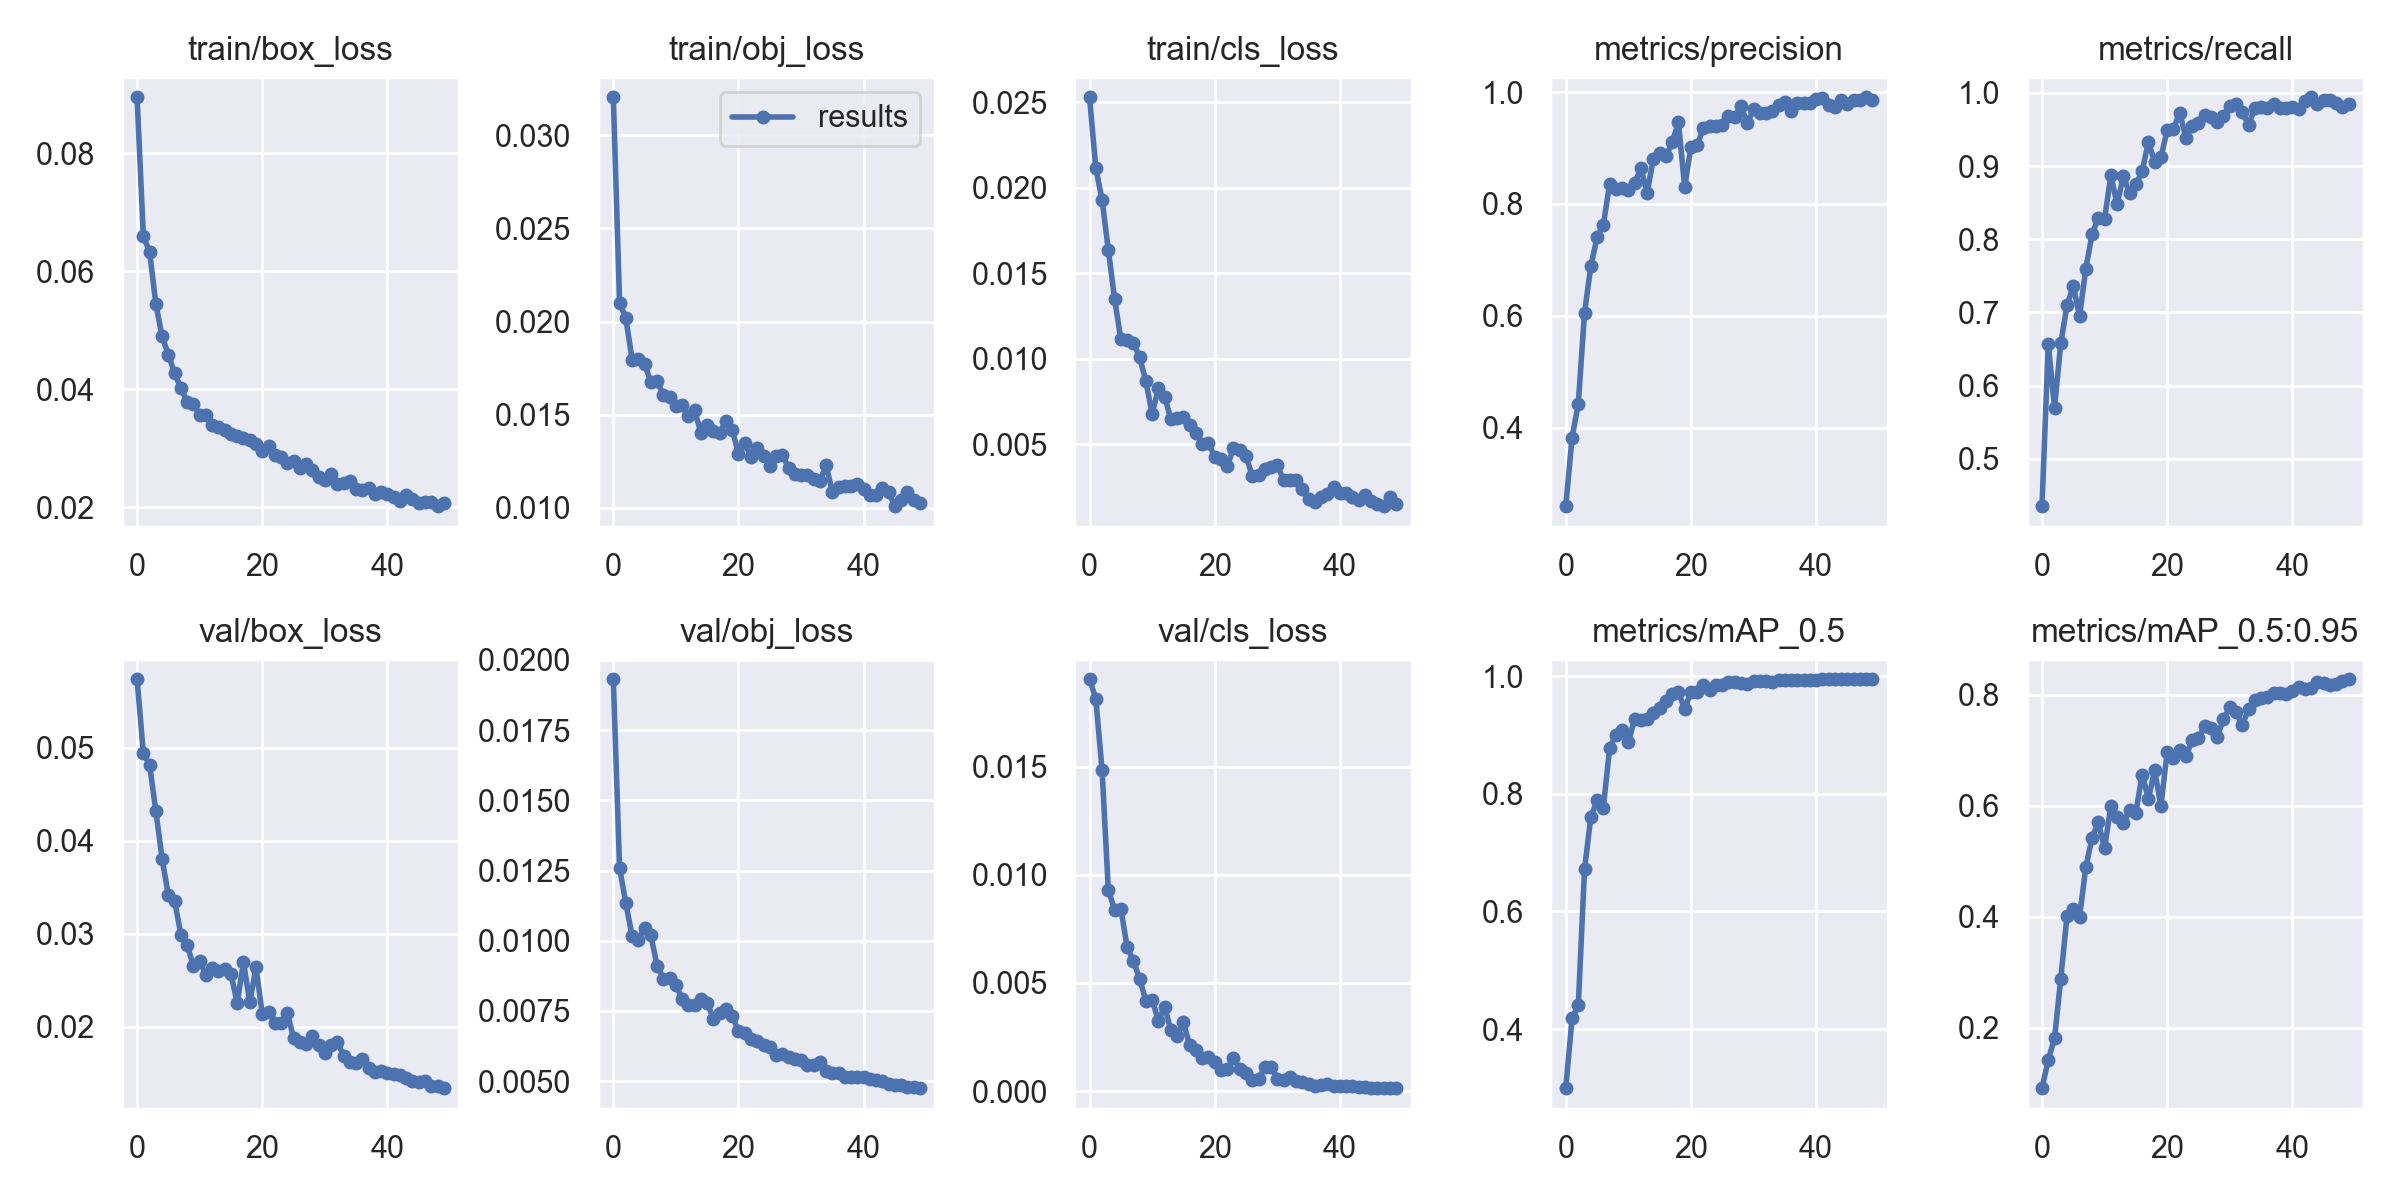 train/box_loss
0.08
0.06
0.04
0.02
0 20 40
train/obj_loss
results
0.030
0.025
0.020
0.015
0.010
0 20 40
train/cls_loss
0.025
0.020
0.015
0.010
0.005
0 20 40
metrics/precision
1.0
0.8
0.6
0.4
0 20 40
metrics/recall
1.0
0.9
0.8
0.7
0.6
0.5
0 20 40
val/box_loss
0.05
0.04
0.03
0.02
0 20 40
val/obj_loss
0.0200
0.0175
0.0150
0.0125
0.0100
0.0075
0.0050
0 20 40
val/cls_loss
0.015
0.010
0.005
0.000
0 20 40
metrics/mAP_0.5
1.0
0.8
0.6
0.4
0 20 40
metrics/mAP_0.5:0.95
0.8
0.6
0.4
0.2
0 20 40